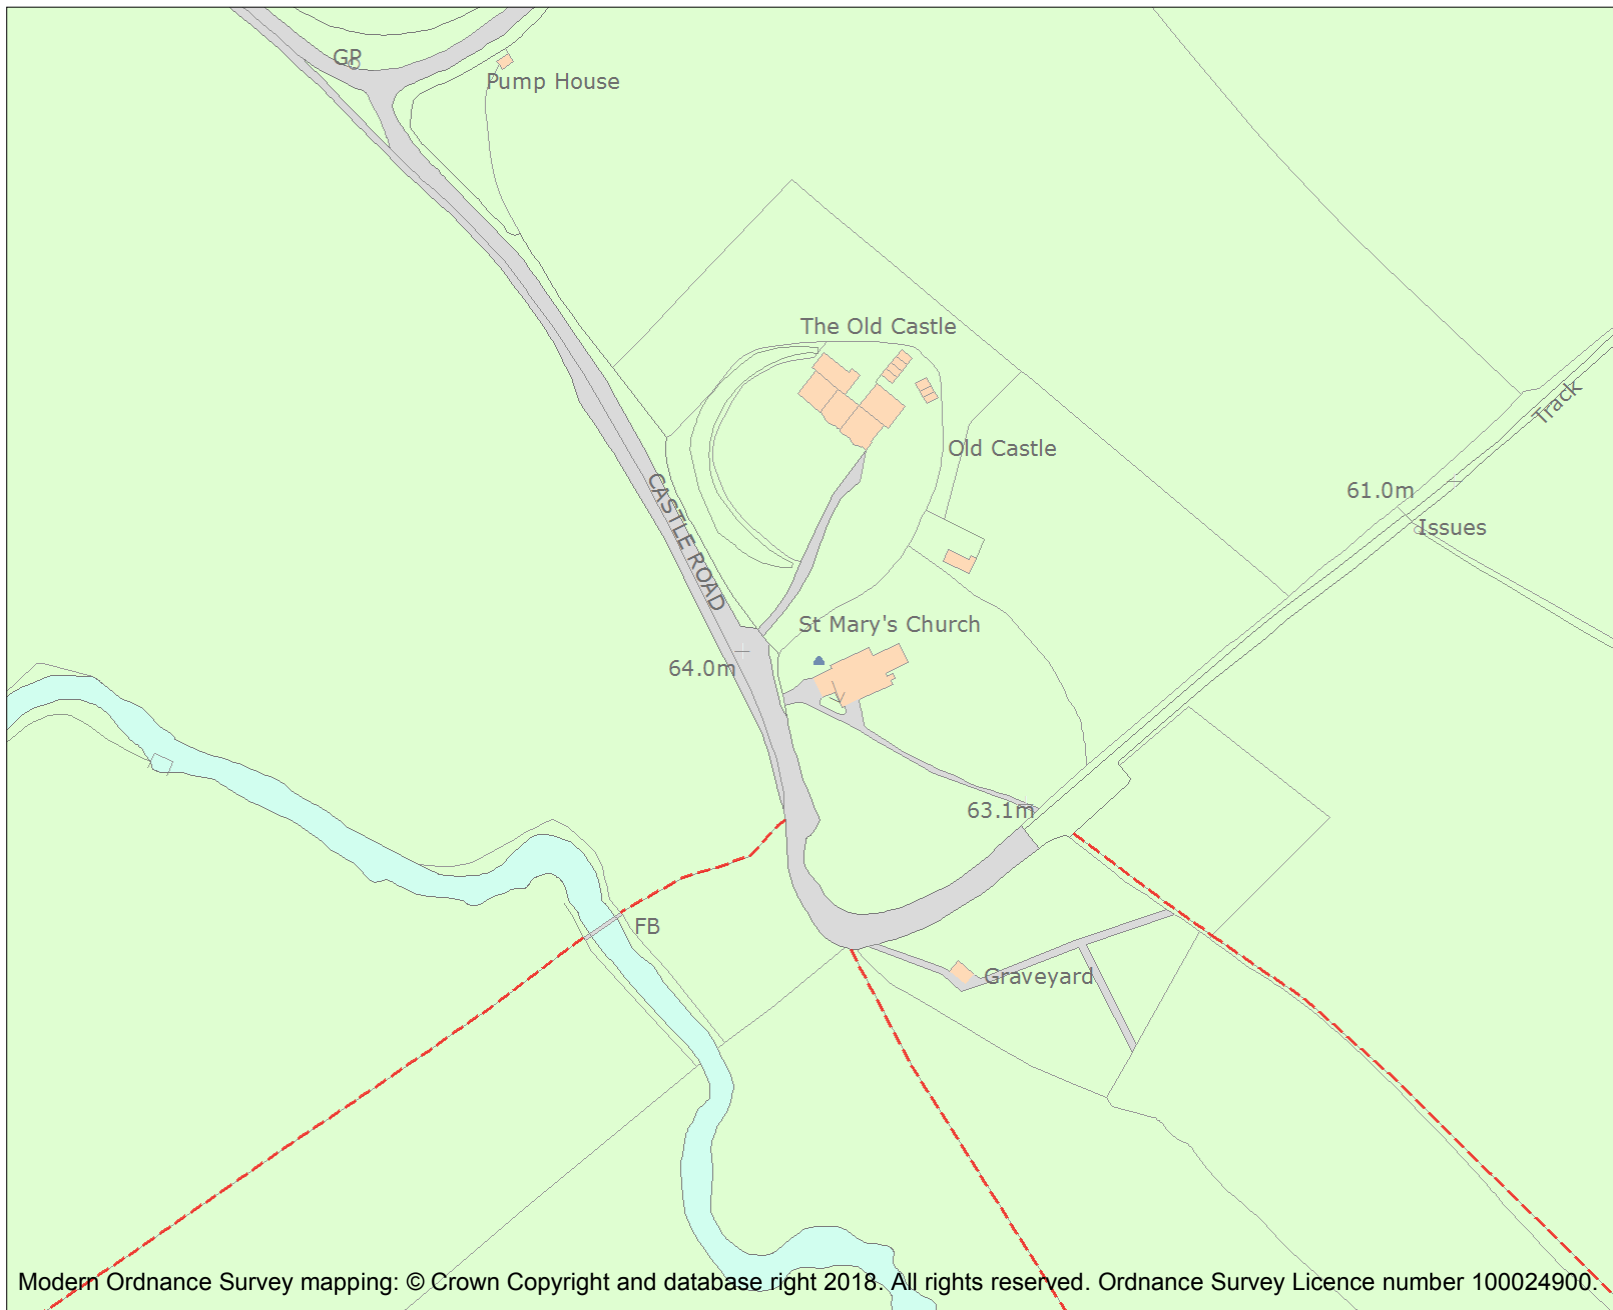 GP
Pump House
The Old Castle
Track
Old Castle
CASTLE ROAD
61.0m
Issues
St Mary's Church
64.0m
63.1m
FB
Graveyard
Modern Ordnance Survey mapping: © Crown Copyright and database right 2018. All rights reserved. Ordnance Survey Licence number 100024900.